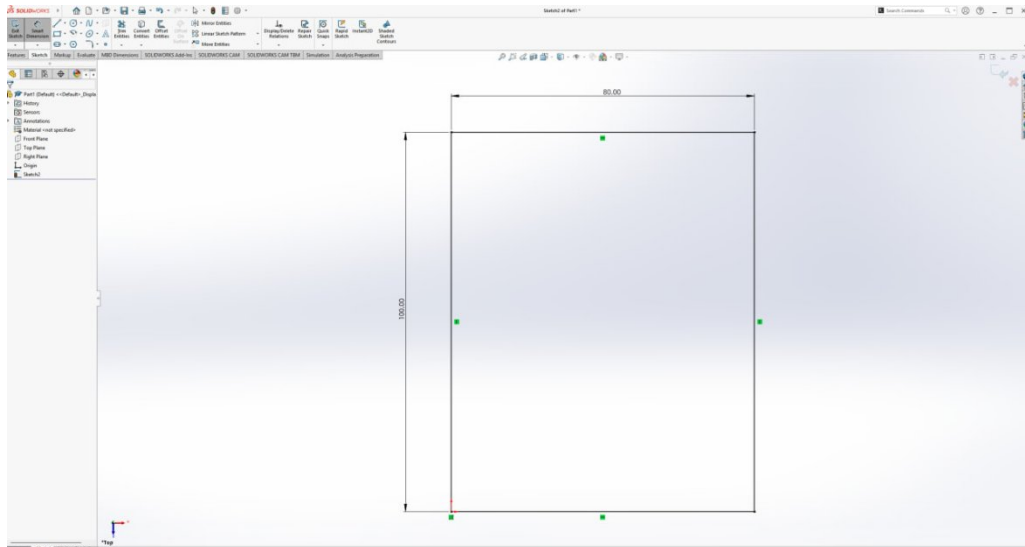 SOLIDWORKS
Sketch2 of Part1 *
Search Commands
Exit Sketch
Smart Dimension
Trim Entities
Convert Entities
Offset Entities
Mirror Entities
Linear Sketch Pattern
Move Entities
Display/Delete Relations
Repair Sketch
Quick Snaps
Rapid Sketch
Instant2D
Shaded Sketch Contours
Features Sketch Markup Evaluate MBD Dimensions SOLIDWORKS Add-Ins SOLIDWORKS CAM SOLIDWORKS CAM TBM Simulation Analysis Preparation
Part1 (Default) <<Default>_Displa
History
Sensors
Annotations
Material <not specified>
Front Plane
Top Plane
Right Plane
Origin
Sketch2
80.00
100.00
*Top